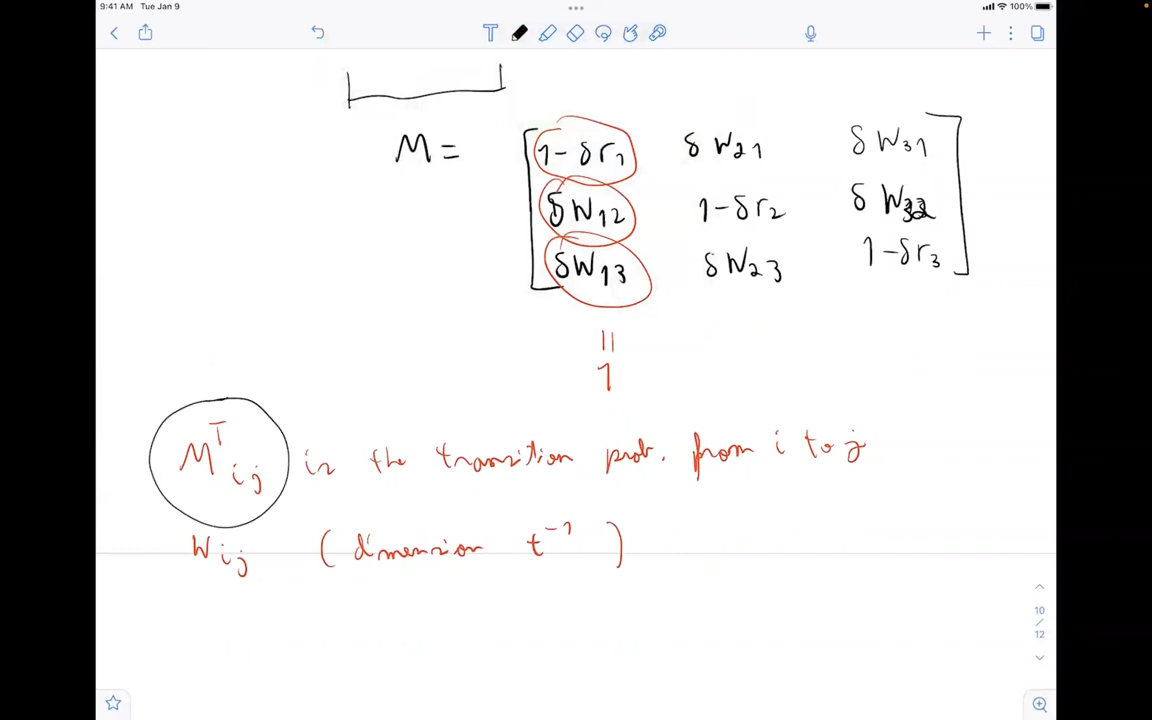 9:41 AM Tue Jan 9
100%
M = [ 1 - δr₁ δW₂₁ δW₃₁
δW₁₂ 1 - δr₂ δW₃₂
δW₁₃ δW₂₃ 1 - δr₃ ]
=
1
Mᵀᵢⱼ is the transition prob. from i to j
Wᵢⱼ ( dimension t⁻¹ )
10
/
12